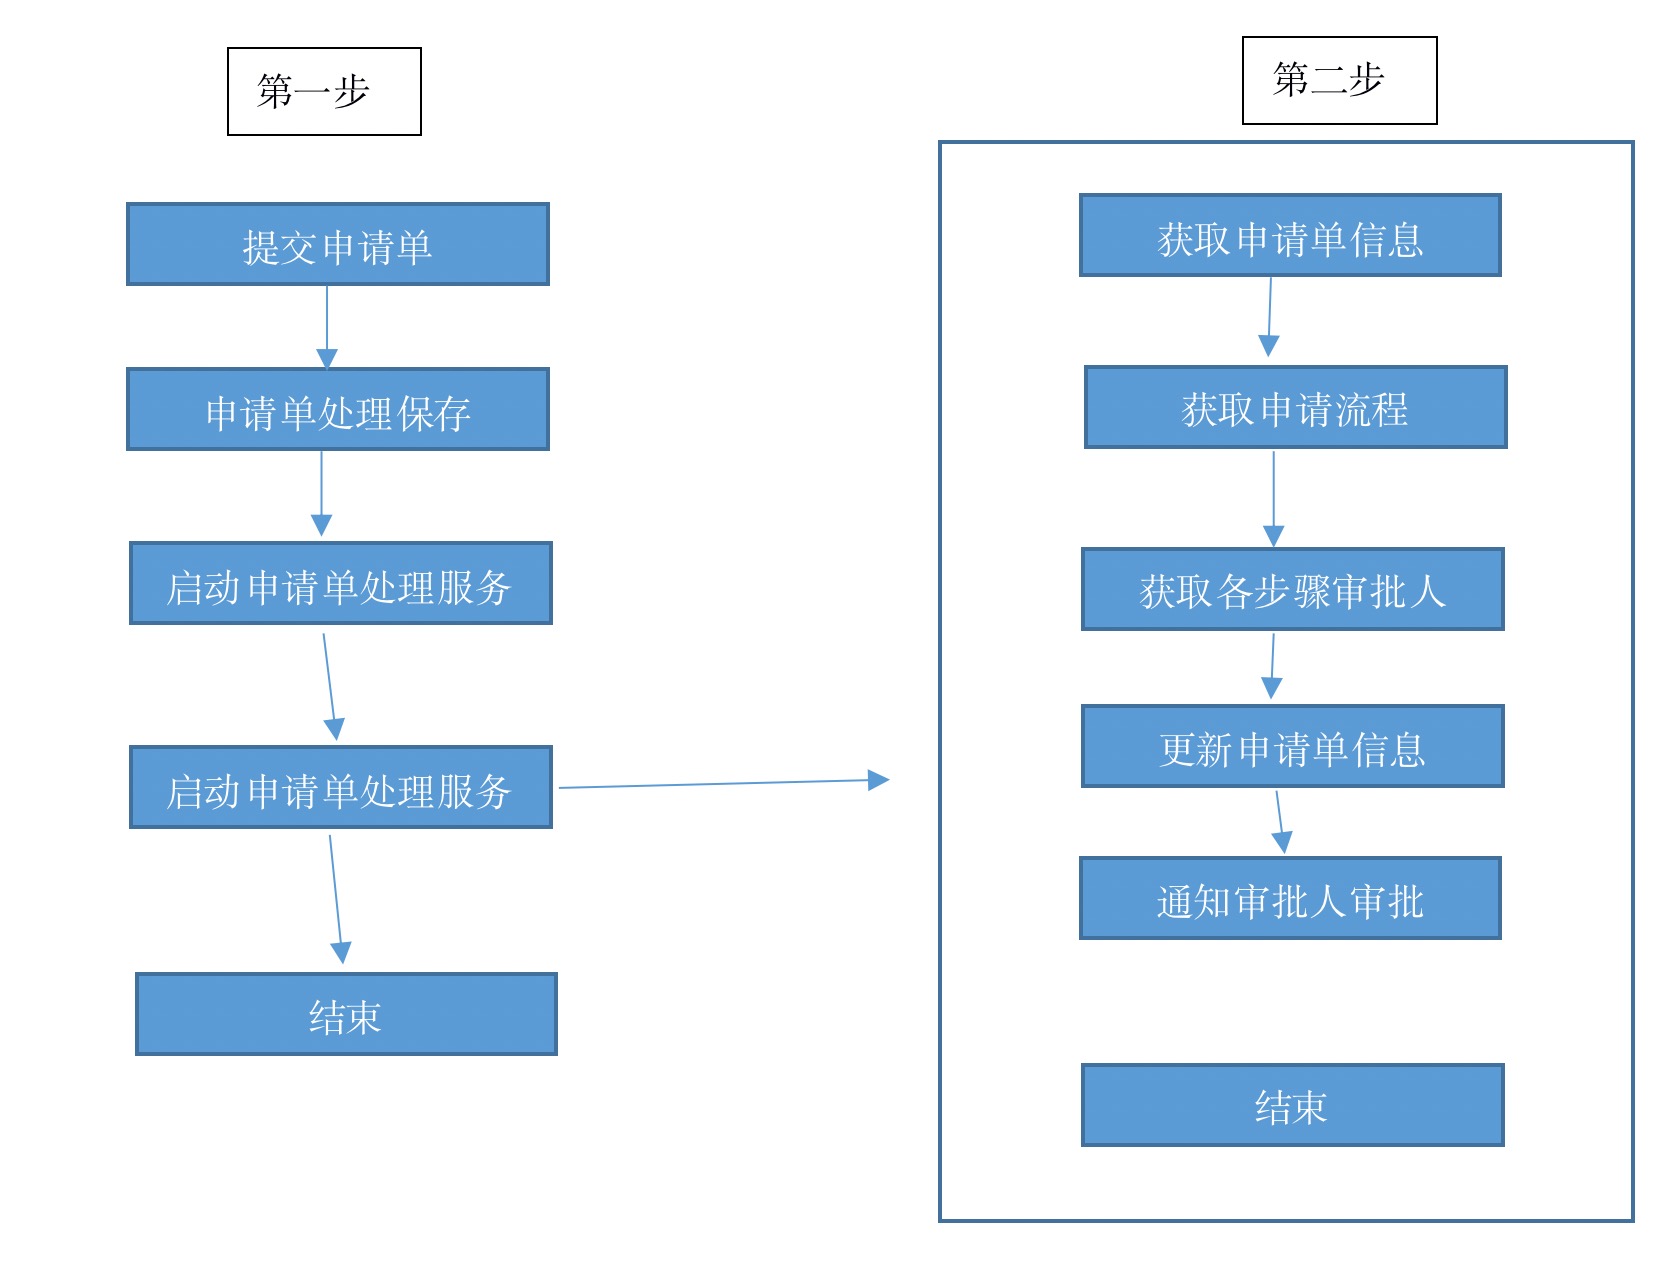 第一步
提交申请单
申请单处理保存
启动申请单处理服务
启动申请单处理服务
结束
第二步
获取申请单信息
获取申请流程
获取各步骤审批人
更新申请单信息
通知审批人审批
结束